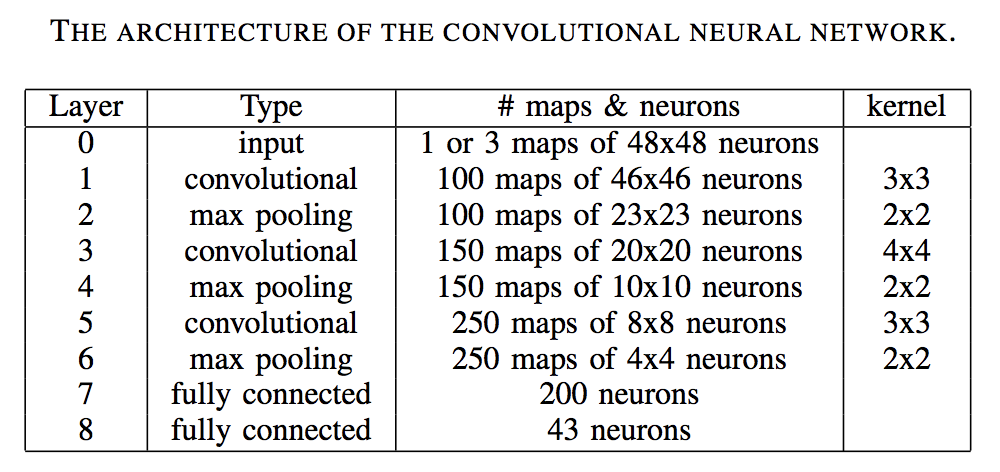 THE ARCHITECTURE OF THE CONVOLUTIONAL NEURAL NETWORK.
Layer Type # maps & neurons kernel
0 input 1 or 3 maps of 48x48 neurons
1 convolutional 100 maps of 46x46 neurons 3x3
2 max pooling 100 maps of 23x23 neurons 2x2
3 convolutional 150 maps of 20x20 neurons 4x4
4 max pooling 150 maps of 10x10 neurons 2x2
5 convolutional 250 maps of 8x8 neurons 3x3
6 max pooling 250 maps of 4x4 neurons 2x2
7 fully connected 200 neurons
8 fully connected 43 neurons